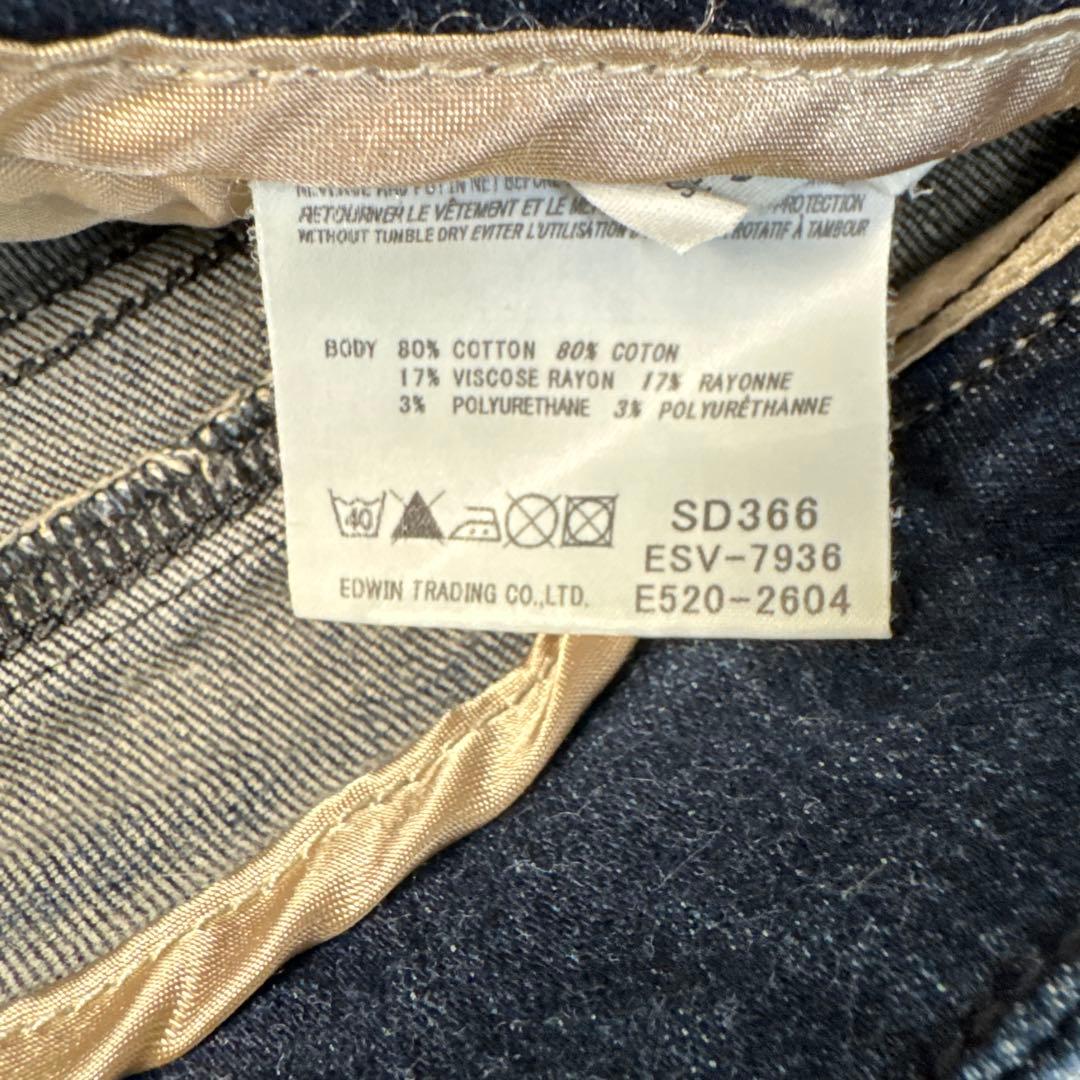 RETOURNER LE VÊTEMENT ET LE PROTECTION
WITHOUT TUMBLE DRY EVITER L'UTILISATION ROTATIF À TAMBOUR
BODY 80% COTTON 80% COTON
17% VISCOSE RAYON 17% RAYONNE
3% POLYURETHANE 3% POLYURÉTHANNE
40
SD366
ESV-7936
EDWIN TRADING CO.,LTD. E520-2604